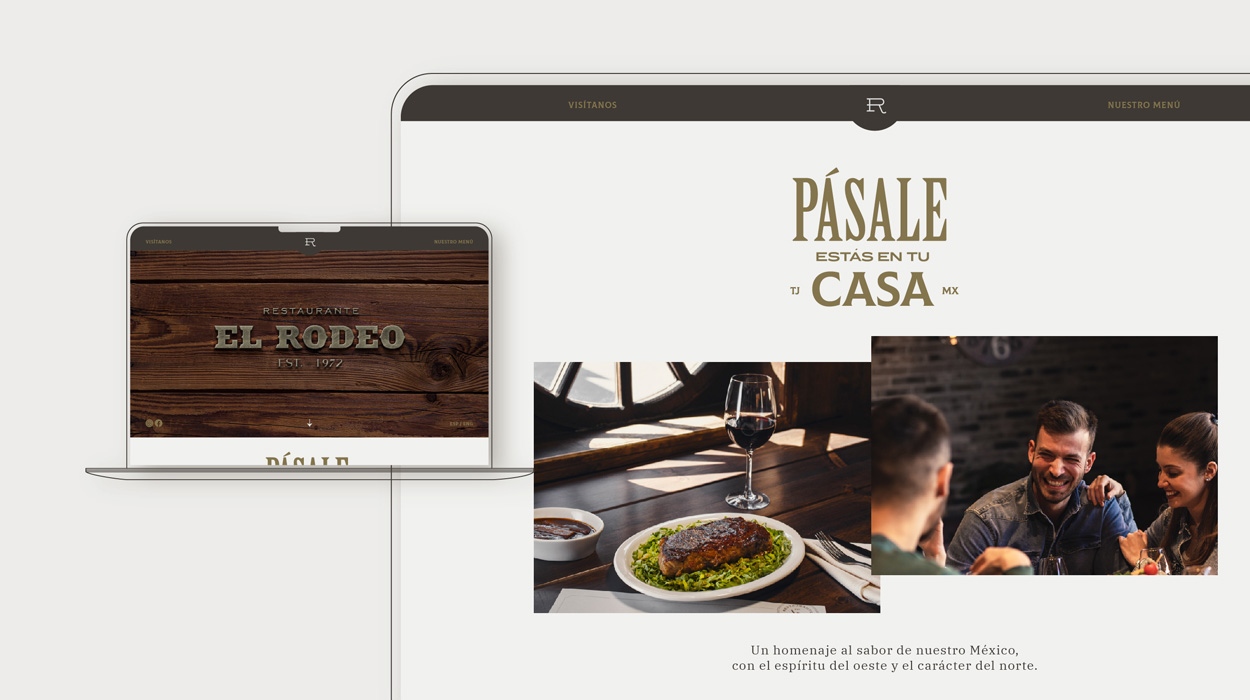 VISÍTANOS
NUESTRO MENÚ
PÁSALE
ESTÁS EN TU
TJ CASA MX
VISÍTANOS
NUESTRO MENÚ
RESTAURANTE
EL RODEO
EST. 1972
ESP / ENG
PÁSALE
Un homenaje al sabor de nuestro México,
con el espíritu del oeste y el carácter del norte.